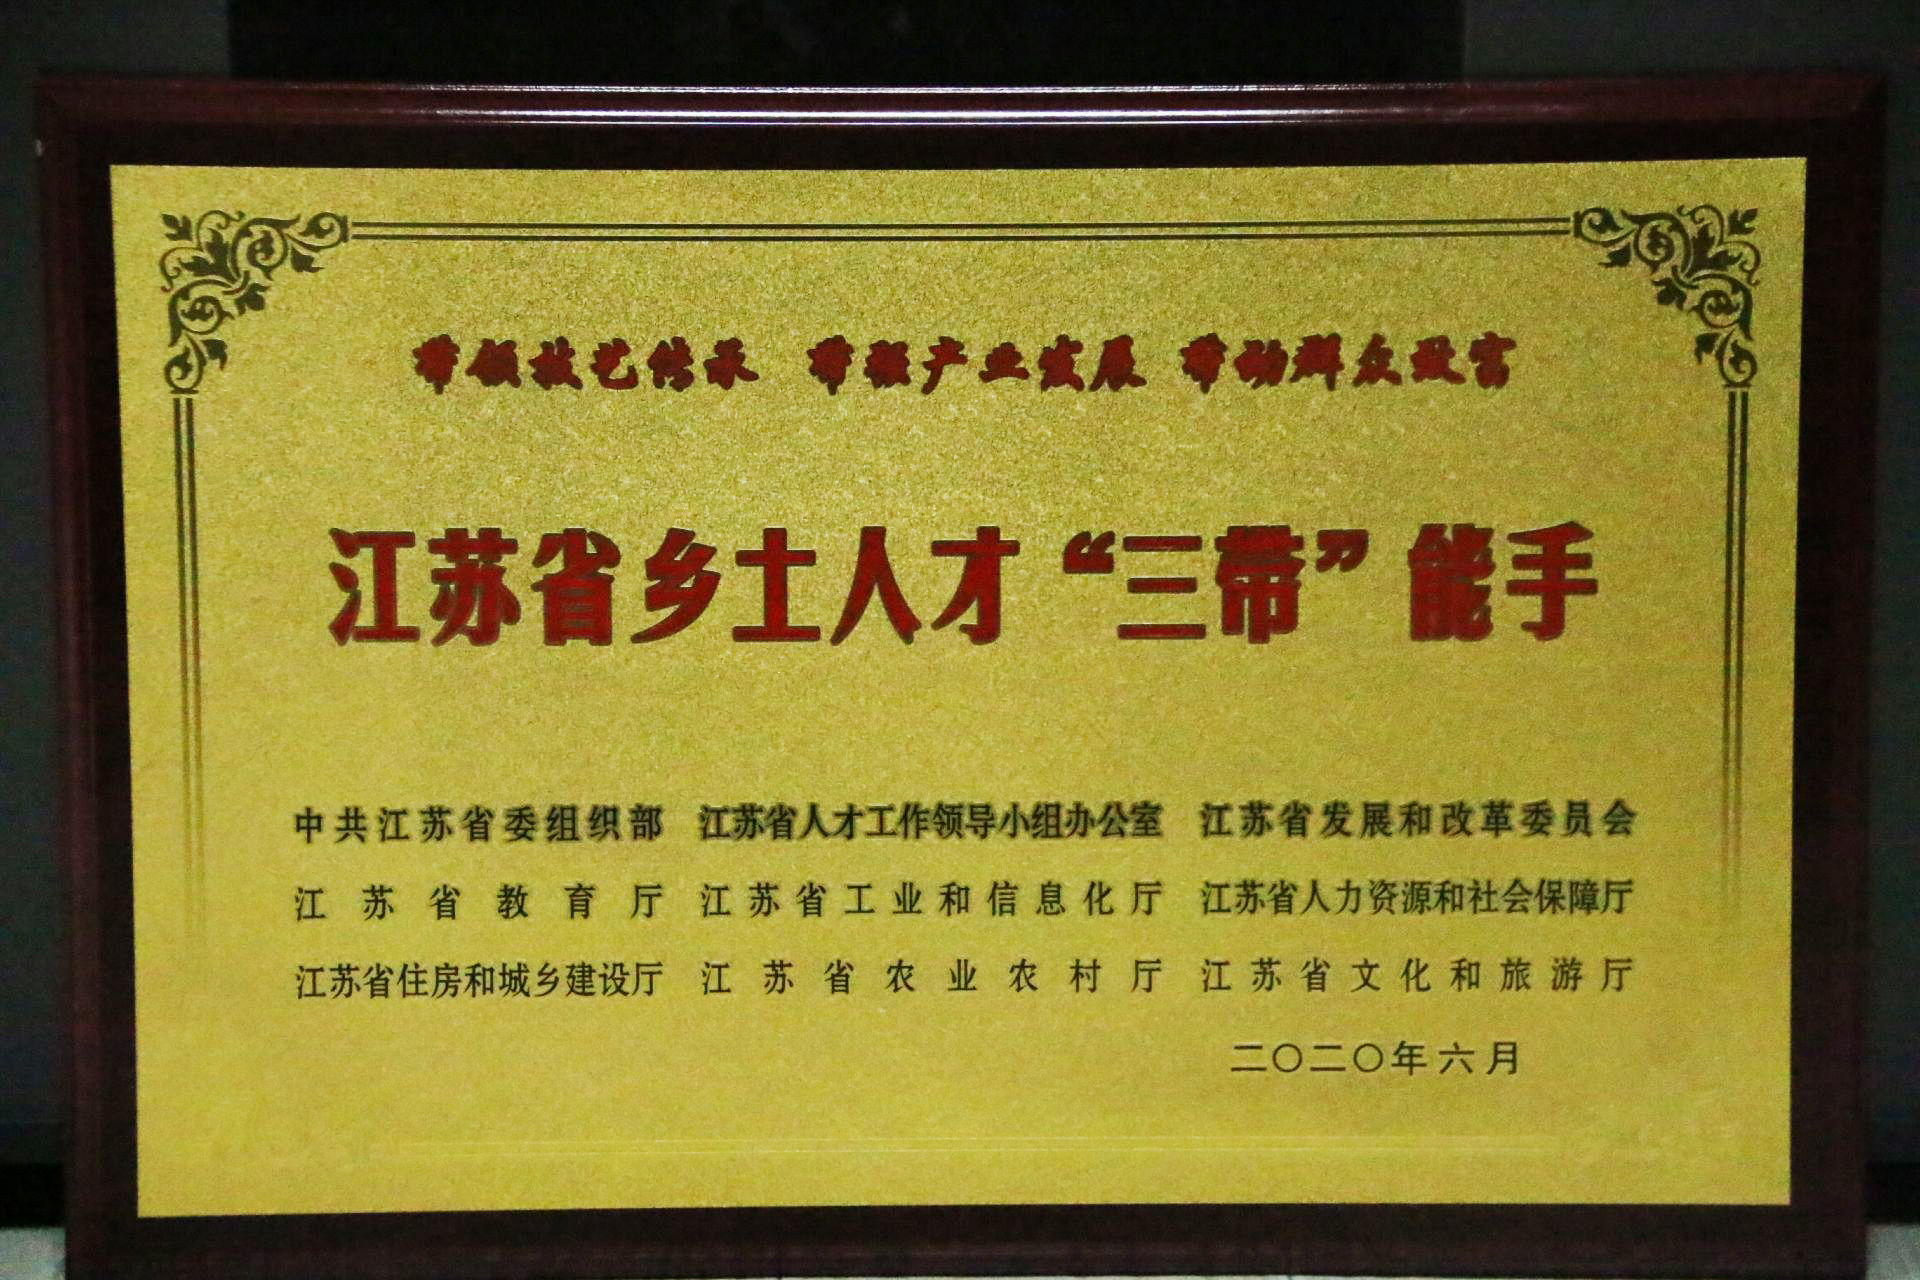 带领技艺传承 带强产业发展 带动群众致富
江苏省乡土人才“三带”能手
中共江苏省委组织部 江苏省人才工作领导小组办公室 江苏省发展和改革委员会
江苏省教育厅 江苏省工业和信息化厅 江苏省人力资源和社会保障厅
江苏省住房和城乡建设厅 江苏省农业农村厅 江苏省文化和旅游厅
二〇二〇年六月